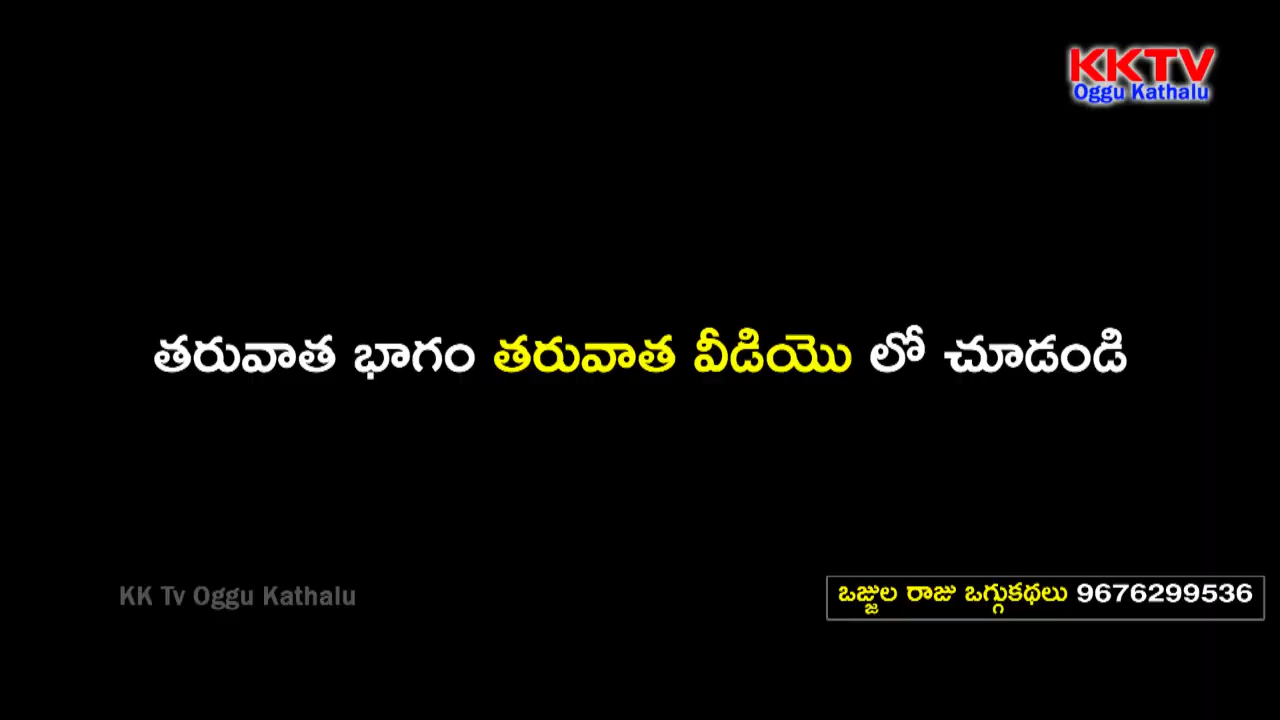 KKTV
Oggu Kathalu
తరువాత భాగం తరువాత వీడియొ లో చూడండి
KK Tv Oggu Kathalu
ఒజ్జుల రాజు ఒగ్గుకథలు 9676299536